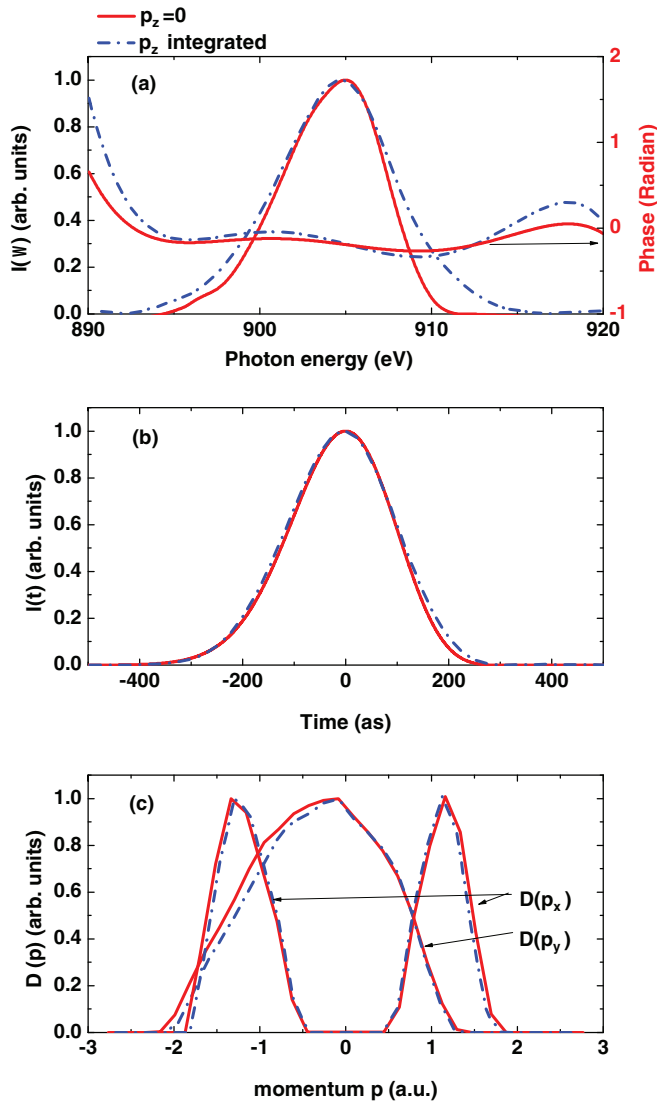 p_z =0
p_z integrated
(a)
I(w) (arb. units)
1.0
0.8
0.6
0.4
0.2
0.0
2
1
0
-1
Phase (Radian)
890 900 910 920
Photon energy (eV)
(b)
I(t) (arb. units)
1.0
0.8
0.6
0.4
0.2
0.0
-400 -200 0 200 400
Time (as)
(c)
D (p) (arb. units)
1.0
0.8
0.6
0.4
0.2
0.0
D(p_x)
D(p_y)
-3 -2 -1 0 1 2 3
momentum p (a.u.)